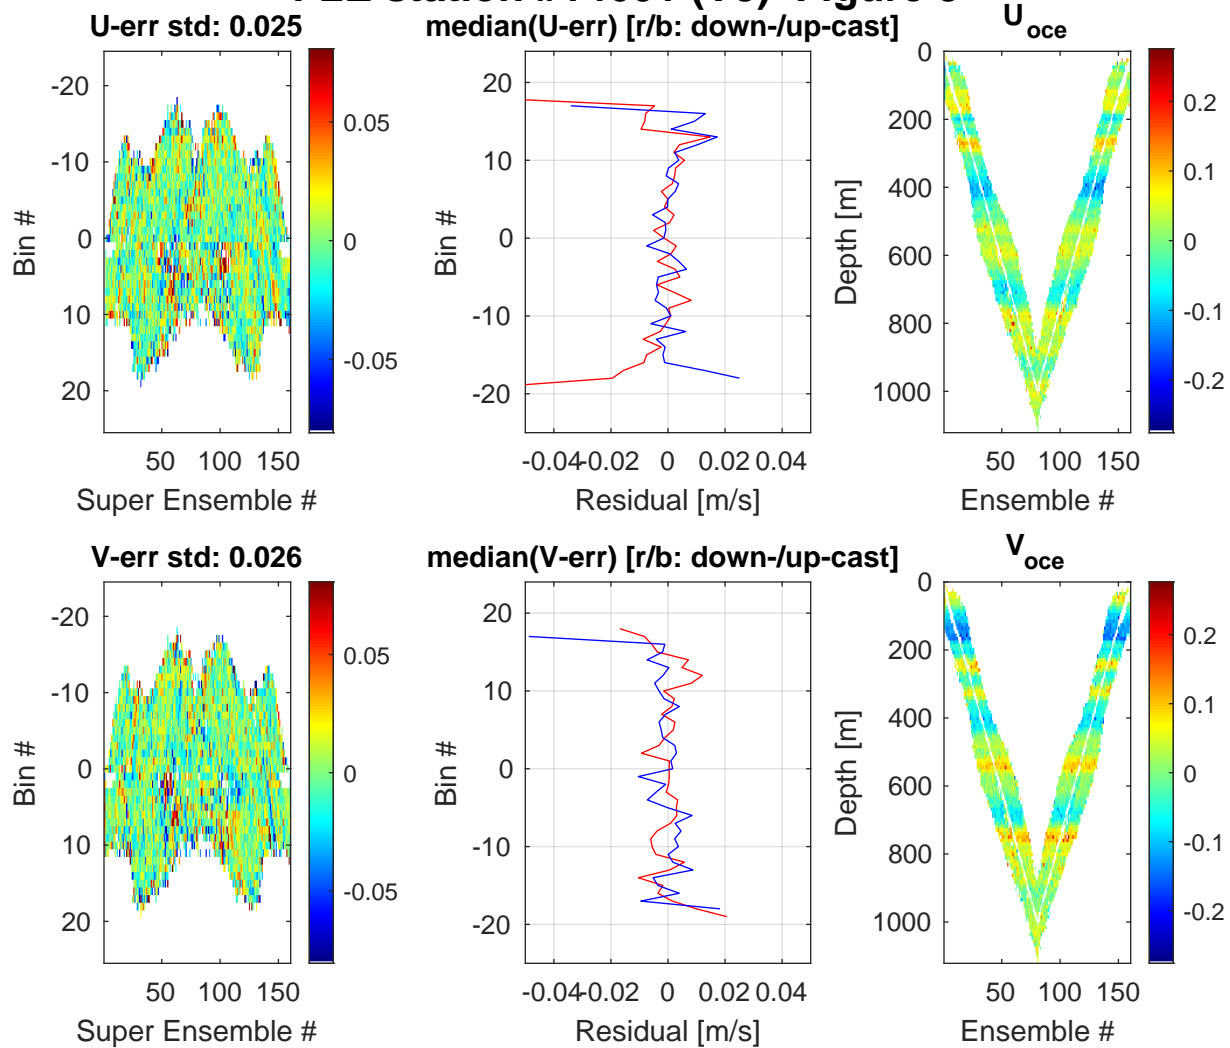 Figure
U-err std: 0.025
median(U-err) [r/b: down-/up-cast]
U_oce
-20
-10
0
10
20
Bin #
50 100 150
Super Ensemble #
0.05
0
-0.05
20
10
0
-10
-20
Bin #
-0.04 -0.02 0 0.02 0.04
Residual [m/s]
0
200
400
600
800
1000
Depth [m]
50 100 150
Ensemble #
0.2
0.1
0
-0.1
-0.2
V-err std: 0.026
median(V-err) [r/b: down-/up-cast]
V_oce
-20
-10
0
10
20
Bin #
50 100 150
Super Ensemble #
0.05
0
-0.05
20
10
0
-10
-20
Bin #
-0.04 -0.02 0 0.02 0.04
Residual [m/s]
0
200
400
600
800
1000
Depth [m]
50 100 150
Ensemble #
0.2
0.1
0
-0.1
-0.2